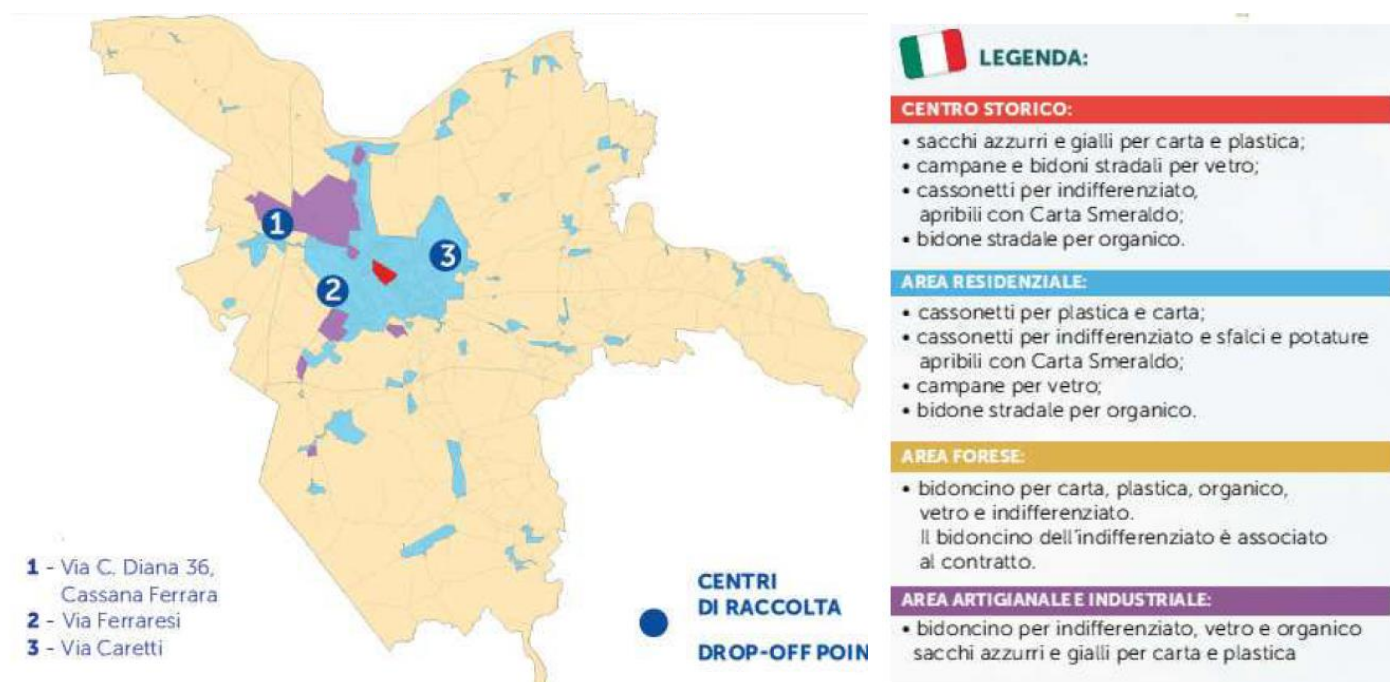 1
2
3
1 - Via C. Diana 36,
Cassana Ferrara
2 - Via Ferraresi
3 - Via Caretti
CENTRI
DI RACCOLTA
DROP-OFF POIN
LEGENDA:
CENTRO STORICO:
• sacchi azzurri e gialli per carta e plastica;
• campane e bidoni stradali per vetro;
• cassonetti per indifferenziato,
apribili con Carta Smeraldo;
• bidone stradale per organico.
AREA RESIDENZIALE:
• cassonetti per plastica e carta;
• cassonetti per indifferenziato e sfalci e potature
apribili con Carta Smeraldo;
• campane per vetro;
• bidone stradale per organico.
AREA FORESE:
• bidoncino per carta, plastica, organico,
vetro e indifferenziato.
Il bidoncino dell'indifferenziato è associato
al contratto.
AREA ARTIGIANALE E INDUSTRIALE:
• bidoncino per indifferenziato, vetro e organico
sacchi azzurri e gialli per carta e plastica